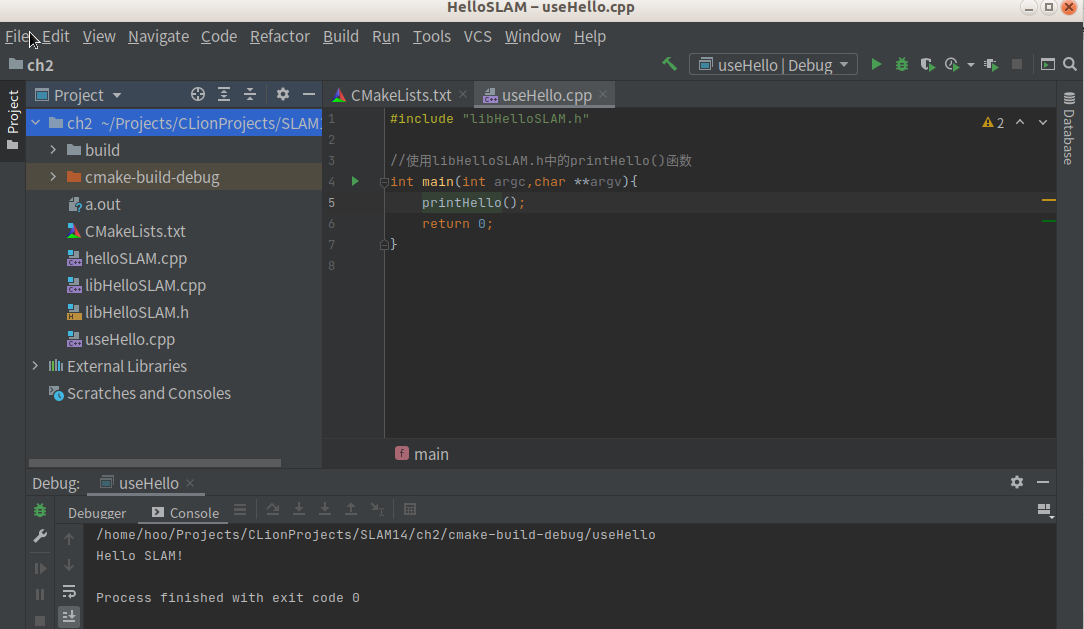 HelloSLAM – useHello.cpp
File Edit View Navigate Code Refactor Build Run Tools VCS Window Help
ch2
useHello | Debug
Project
Project
CMakeLists.txt
useHello.cpp
ch2 ~/Projects/CLionProjects/SLAM1
build
cmake-build-debug
a.out
CMakeLists.txt
helloSLAM.cpp
libHelloSLAM.cpp
libHelloSLAM.h
useHello.cpp
External Libraries
Scratches and Consoles
1 #include "libHelloSLAM.h"
2
3 //使用libHelloSLAM.h中的printHello()函数
4 int main(int argc,char **argv){
5 printHello();
6 return 0;
7 }
8
2
Database
main
Debug: useHello
Debugger Console
/home/hoo/Projects/CLionProjects/SLAM14/ch2/cmake-build-debug/useHello
Hello SLAM!
Process finished with exit code 0